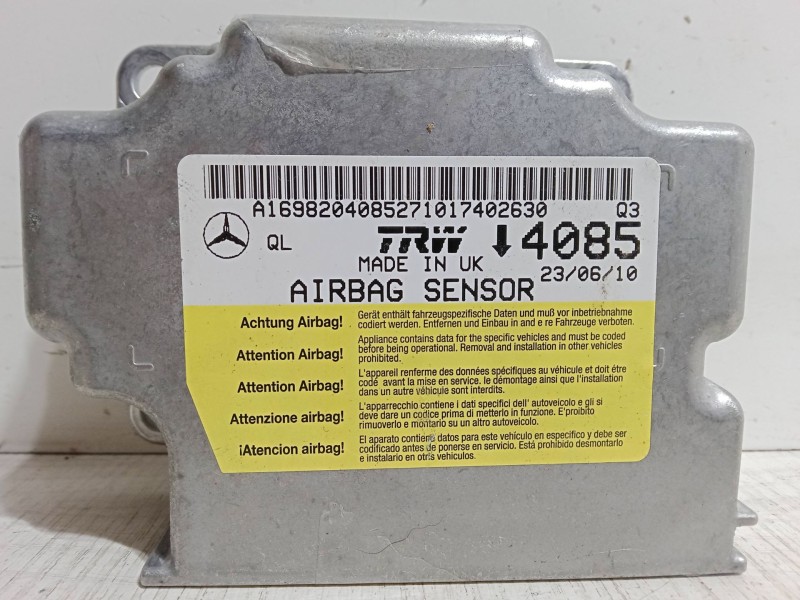 A1698204085271017402630 Q3
QL TRW 4085
MADE IN UK 23/06/10
AIRBAG SENSOR
Achtung Airbag! Gerät enthält fahrzeugspezifische Daten und muß vor inbetriebnahme
codiert werden. Entfernen und Einbau in and e re Fahrzeuge verboten.
Attention Airbag! Appliance contains data for the specific vehicles and must be coded
before being operational. Removal and installation in other vehicles
prohibited.
Attention Airbag! L'appareil renferme des données spécifiques au véhicule et doit être
codé avant la mise en service. le démontage ainsi que l'installation
dans un autre véhicule sont interdits.
Attenzione airbag! L'apparrecchio contiene i dati specifici dell' autoveicolo e gli si
deve dare un codice prima di metterlo in funzione. E'proibito
rimuoverlo e montario su un altro autoveicolo.
¡Atencion airbag! El aparato contiene datos para este vehículo en especifico y debe ser
codificado antes de ponerse en servicio. Está prohibido desmontarlo
e instalarlo en otris vehículos.